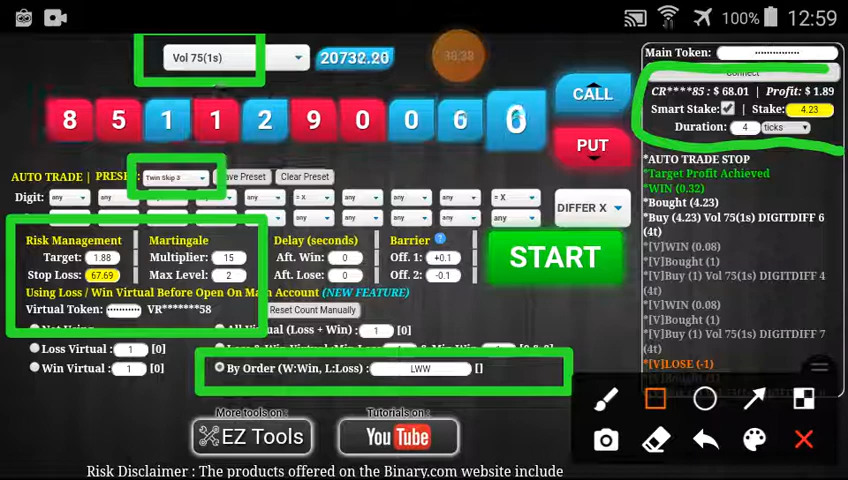 100% 12:59
Vol 75(1s) 20732.20
Main Token:
CR****85 : $ 68.01 | Profit: $ 1.89
Smart Stake: | Stake: 4.23
Duration: 4 ticks
8 5 1 1 2 9 0 0 6 6
CALL
PUT
AUTO TRADE | PRESET: Twin Skip 3 Save Preset Clear Preset
Digit: any any any any any = X any any any = X
any any any any any = X any any any any
DIFFER X
Risk Management Martingale Delay (seconds) Barrier ?
Target: 1.88 Multiplier: 15 Aft. Win: 0 Off. 1: +0.1
Stop Loss: 67.69 Max Level: 2 Aft. Lose: 0 Off. 2: -0.1
START
Using Loss / Win Virtual Before Open On Main Account (NEW FEATURE)
Virtual Token: VR*******58 Reset Count Manually
Not Using All Virtual (Loss + Win) 1 [0]
Loss Virtual: 1 [0]
Win Virtual: 1 [0] By Order (W:Win, L:Loss) : LWW []
*AUTO TRADE STOP
*Target Profit Achieved
*WIN (0.32)
*Bought (4.23)
*Buy (4.23) Vol 75(1s) DIGITDIFF 6
(4t)
*[V]WIN (0.08)
*[V]Bought (1)
*[V]Buy (1) Vol 75(1s) DIGITDIFF 4
(4t)
*[V]WIN (0.08)
*[V]Bought (1)
*[V]Buy (1) Vol 75(1s) DIGITDIFF 7
(4t)
*[V]LOSE (-1)
More tools on :
EZ Tools
Tutorials on :
YouTube
Risk Disclaimer : The products offered on the Binary.com website include